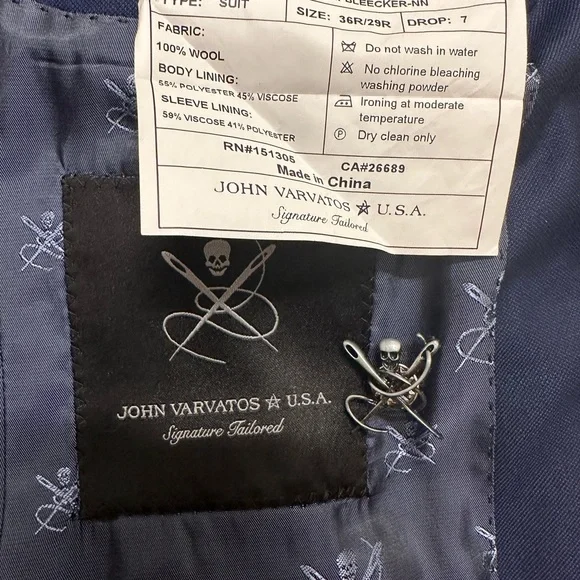 TYPE: SUIT BLEECKER-NN
SIZE: 36R/29R DROP: 7
FABRIC:
100% WOOL
BODY LINING:
55% POLYESTER 45% VISCOSE
SLEEVE LINING:
59% VISCOSE 41% POLYESTER
Do not wash in water
No chlorine bleaching
washing powder
Ironing at moderate
temperature
P Dry clean only
RN#151305 CA#26689
Made in China
JOHN VARVATOS U.S.A.
Signature Tailored
JOHN VARVATOS U.S.A.
Signature Tailored